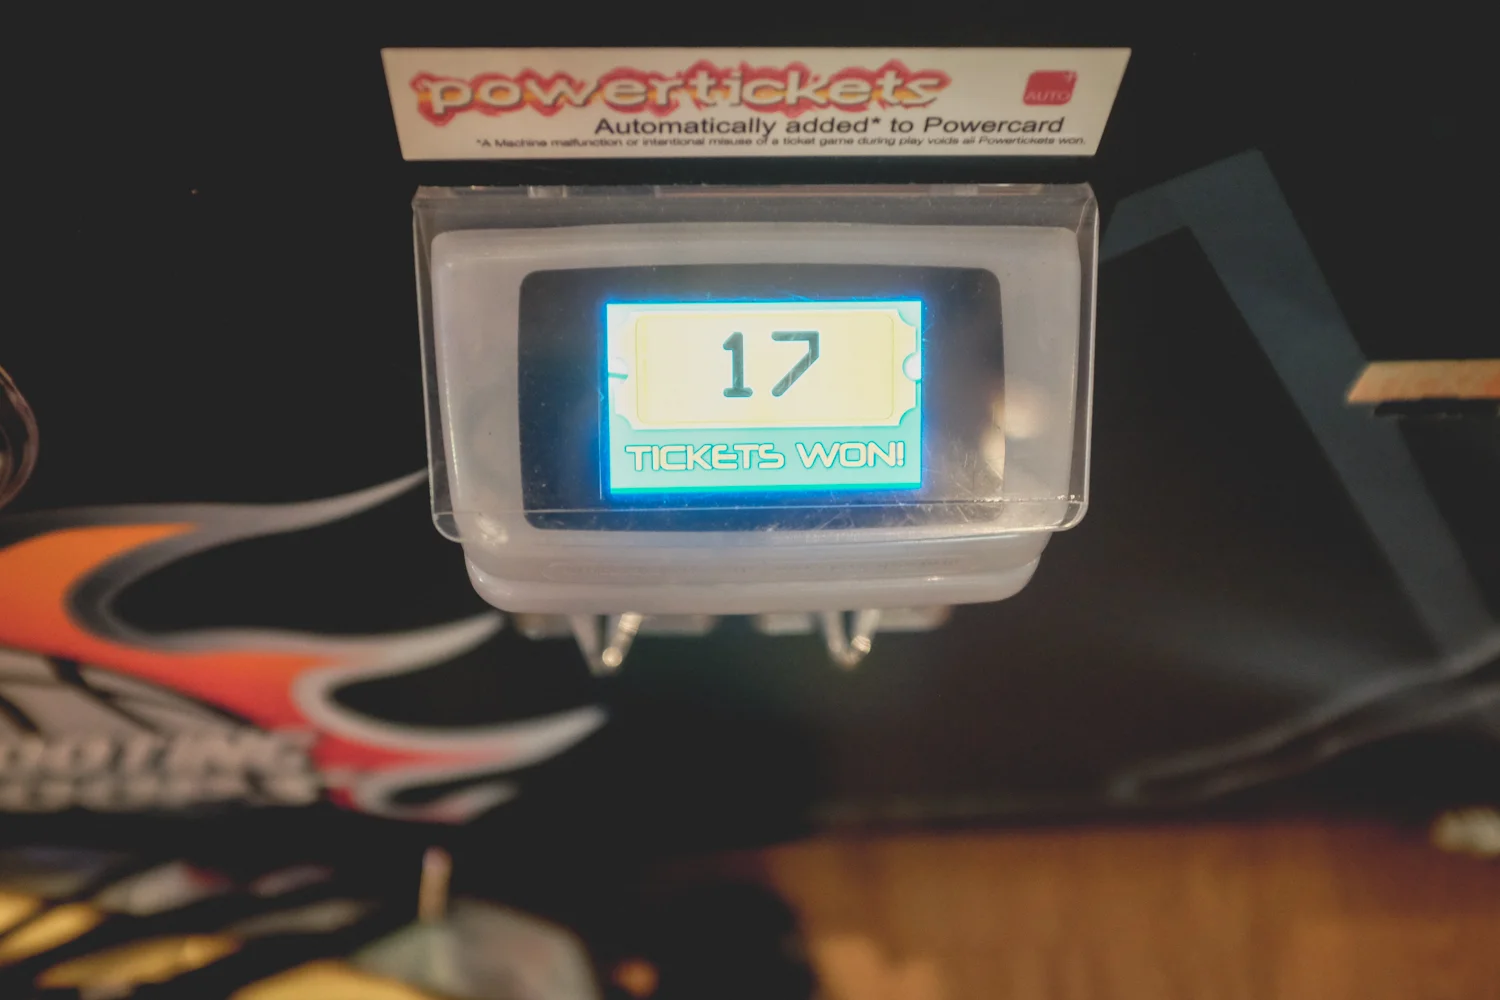 powertickets
AUTO
Automatically added* to Powercard
*A Machine malfunction or intentional misuse of a ticket game during play voids all Powertickets won.
17
TICKETS WON!